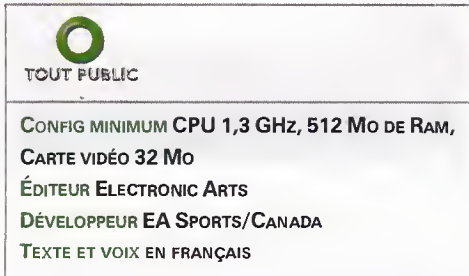 TOUT PUBLIC
CONFIG MINIMUM CPU 1,3 GHZ, 512 MO DE RAM,
CARTE VIDÉO 32 MO
ÉDITEUR ELECTRONIC ARTS
DÉVELOPPEUR EA SPORTS/CANADA
TEXTE ET VOIX EN FRANÇAIS